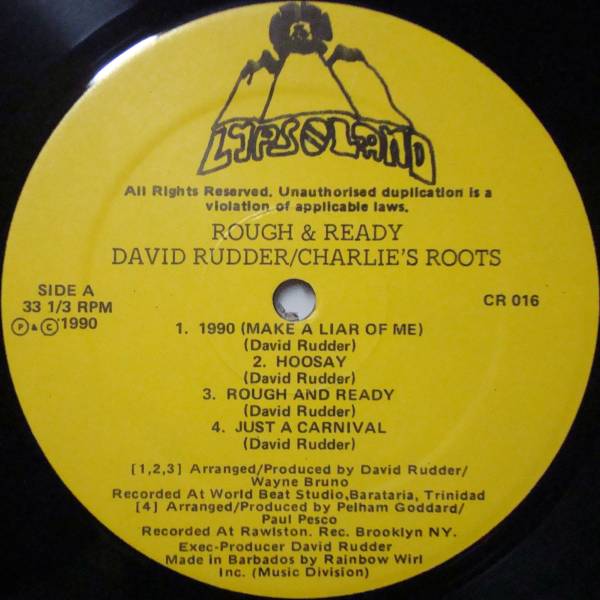 LYPSOLAND
All Rights Reserved. Unauthorised duplication is a
violation of applicable laws.
ROUGH & READY
DAVID RUDDER/CHARLIE'S ROOTS
SIDE A
33 1/3 RPM
Ⓟ & Ⓒ 1990
CR 016
1. 1990 (MAKE A LIAR OF ME)
(David Rudder)
2. HOOSAY
(David Rudder)
3. ROUGH AND READY
(David Rudder)
4. JUST A CARNIVAL
(David Rudder)
[1,2,3] Arranged/Produced by David Rudder/
Wayne Bruno
Recorded At World Beat Studio,Barataria, Trinidad
[4] Arranged/Produced by Pelham Goddard/
Paul Pesco
Recorded At Rawlston. Rec. Brooklyn NY.
Exec-Producer David Rudder
Made in Barbados by Rainbow Wirl
Inc. (Music Division)